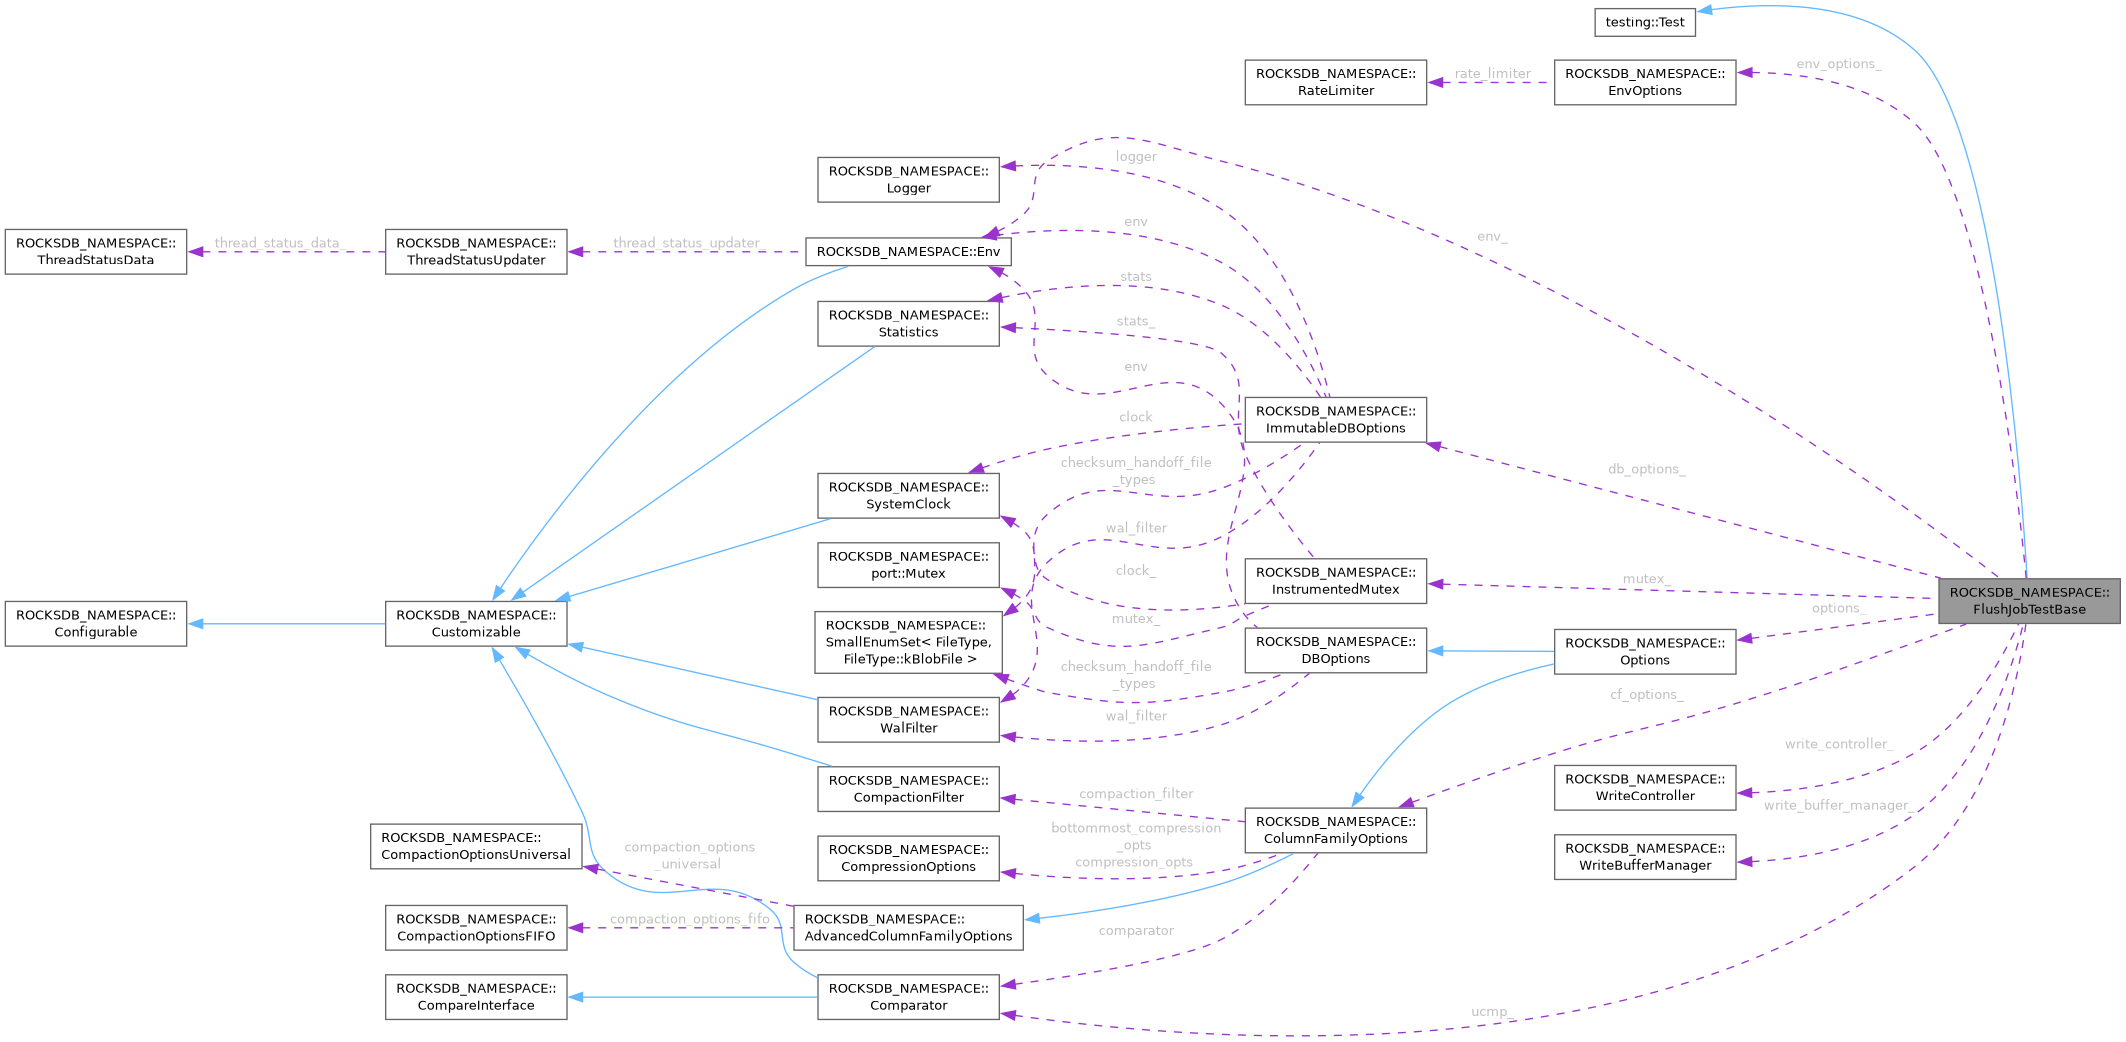 testing::Test
ROCKSDB_NAMESPACE::
RateLimiter
rate_limiter
ROCKSDB_NAMESPACE::
EnvOptions
env_options_
ROCKSDB_NAMESPACE::
Logger
logger
ROCKSDB_NAMESPACE::
ThreadStatusData
thread_status_data_
ROCKSDB_NAMESPACE::
ThreadStatusUpdater
thread_status_updater_
ROCKSDB_NAMESPACE::Env
env
env_
ROCKSDB_NAMESPACE::
Statistics
stats
stats_
env
ROCKSDB_NAMESPACE::
ImmutableDBOptions
clock
checksum_handoff_file
_types
db_options_
ROCKSDB_NAMESPACE::
SystemClock
wal_filter
ROCKSDB_NAMESPACE::
port::Mutex
clock_
ROCKSDB_NAMESPACE::
InstrumentedMutex
mutex_
ROCKSDB_NAMESPACE::
FlushJobTestBase
ROCKSDB_NAMESPACE::
Configurable
ROCKSDB_NAMESPACE::
Customizable
ROCKSDB_NAMESPACE::
SmallEnumSet< FileType,
FileType::kBlobFile >
mutex_
ROCKSDB_NAMESPACE::
DBOptions
options_
ROCKSDB_NAMESPACE::
Options
checksum_handoff_file
_types
cf_options_
ROCKSDB_NAMESPACE::
WalFilter
wal_filter
write_controller_
ROCKSDB_NAMESPACE::
CompactionFilter
compaction_filter
ROCKSDB_NAMESPACE::
WriteController
write_buffer_manager_
ROCKSDB_NAMESPACE::
ColumnFamilyOptions
bottommost_compression
_opts
compression_opts
ROCKSDB_NAMESPACE::
CompactionOptionsUniversal
compaction_options
_universal
ROCKSDB_NAMESPACE::
CompressionOptions
ROCKSDB_NAMESPACE::
WriteBufferManager
ROCKSDB_NAMESPACE::
CompactionOptionsFIFO
compaction_options_fifo
ROCKSDB_NAMESPACE::
AdvancedColumnFamilyOptions
comparator
ROCKSDB_NAMESPACE::
CompareInterface
ROCKSDB_NAMESPACE::
Comparator
ucmp_